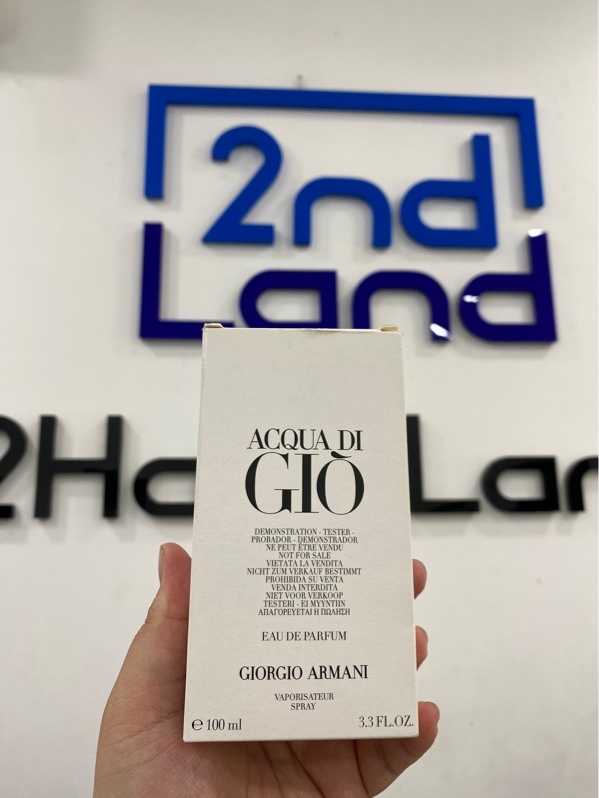 2nd
Land
2Ha
Lan
ACQUA DI
GIÒ
DEMONSTRATION - TESTER -
PROBADOR - DEMONSTRADOR
NE PEUT ÊTRE VENDU
NOT FOR SALE
VIETATA LA VENDITA
NICHT ZUM VERKAUF BESTIMMT
PROHIBIDA SU VENTA
VENDA INTERDITA
NIET VOOR VERKOOP
TESTERI - EI MYYNTIIN
ΑΠΑΓΟΡΕΥΕΤΑΙ Η ΠΩΛΗΣΗ
EAU DE PARFUM
GIORGIO ARMANI
VAPORISATEUR
SPRAY
℮ 100 ml 3.3 FL.OZ.